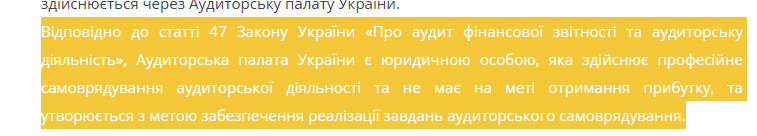 здійснюється через Аудиторську палату України.
Відповідно до статті 47 Закону України «Про аудит фінансової звітності та аудиторську
діяльність», Аудиторська палата України є юридичною особою, яка здійснює професійне
самоврядування аудиторської діяльності та не має на меті отримання прибутку, та
утворюється з метою забезпечення реалізації завдань аудиторського самоврядування.